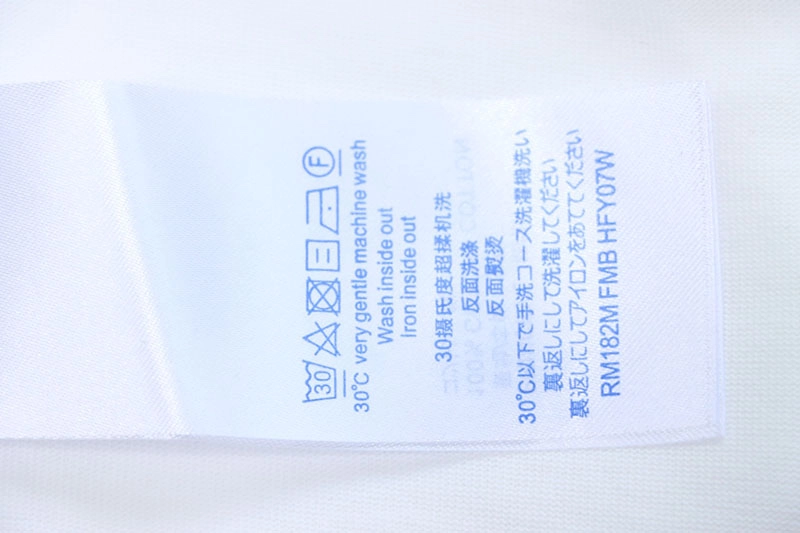 30
F
30°C very gentle machine wash
Wash inside out
Iron inside out
30摄氏度超揉机洗
反面洗涤
反面熨烫
30°C以下で手洗コース洗濯機洗い
裏返しにして洗濯してください
裏返しにしてアイロンをあててください
RM182M FMB HFY07W